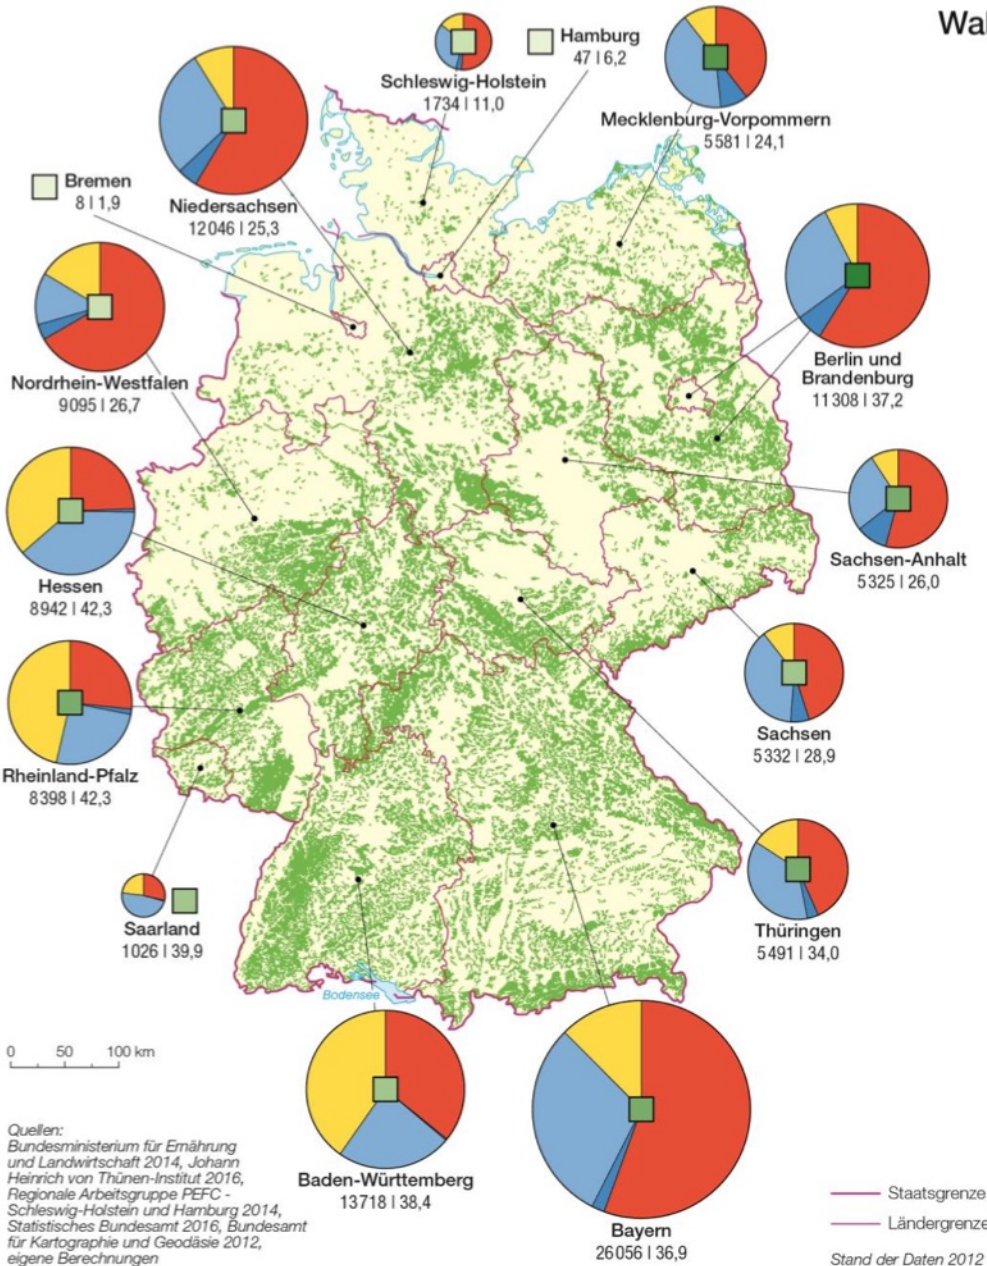 Wal
Hamburg
47 | 6,2
Schleswig-Holstein
1734 | 11,0
Mecklenburg-Vorpommern
5581 | 24,1
Bremen
8 | 1,9
Niedersachsen
12046 | 25,3
Nordrhein-Westfalen
9095 | 26,7
Berlin und
Brandenburg
11308 | 37,2
Hessen
8942 | 42,3
Sachsen-Anhalt
5325 | 26,0
Rheinland-Pfalz
8398 | 42,3
Sachsen
5332 | 28,9
Saarland
1026 | 39,9
Thüringen
5491 | 34,0
Bodensee
0 50 100 km
Baden-Württemberg
13718 | 38,4
Bayern
26056 | 36,9
Quellen:
Bundesministerium für Ernährung
und Landwirtschaft 2014, Johann
Heinrich von Thünen-Institut 2016,
Regionale Arbeitsgruppe PEFC -
Schleswig-Holstein und Hamburg 2014,
Statistisches Bundesamt 2016, Bundesamt
für Kartographie und Geodäsie 2012,
eigene Berechnungen
Staatsgrenze
Ländergrenze
Stand der Daten 2012